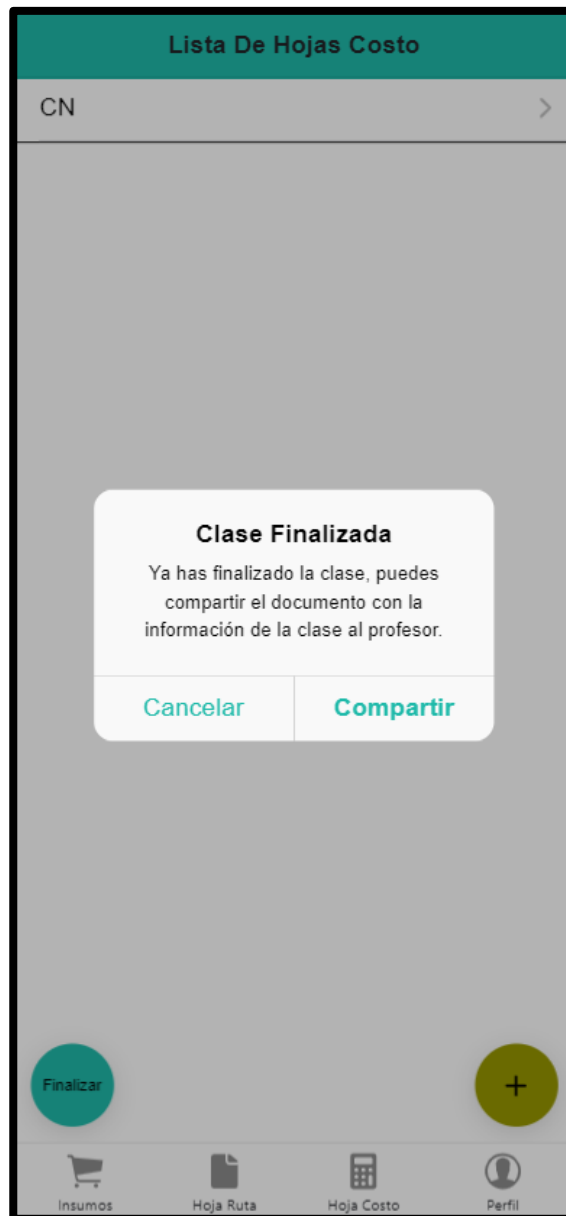 Lista De Hojas Costo
CN
Clase Finalizada
Ya has finalizado la clase, puedes
compartir el documento con la
información de la clase al profesor.
Cancelar
Compartir
Finalizar
+
Insumos
Hoja Ruta
Hoja Costo
Perfil